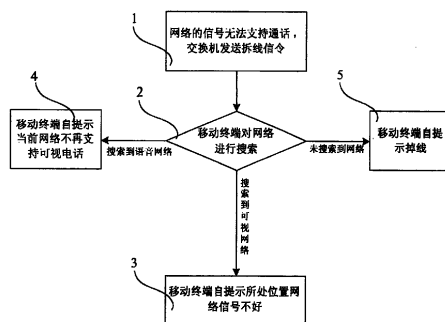 1
网络的信号无法支持通话，
交换机发送拆线信令
4
2
5
移动终端自提示
当前网络不再支
持可视电话
移动终端对网络
进行搜索
移动终端自提
示掉线
搜索到语音网络
未搜索到网络
搜索到可视网络
3
移动终端自提示所处位置网
络信号不好